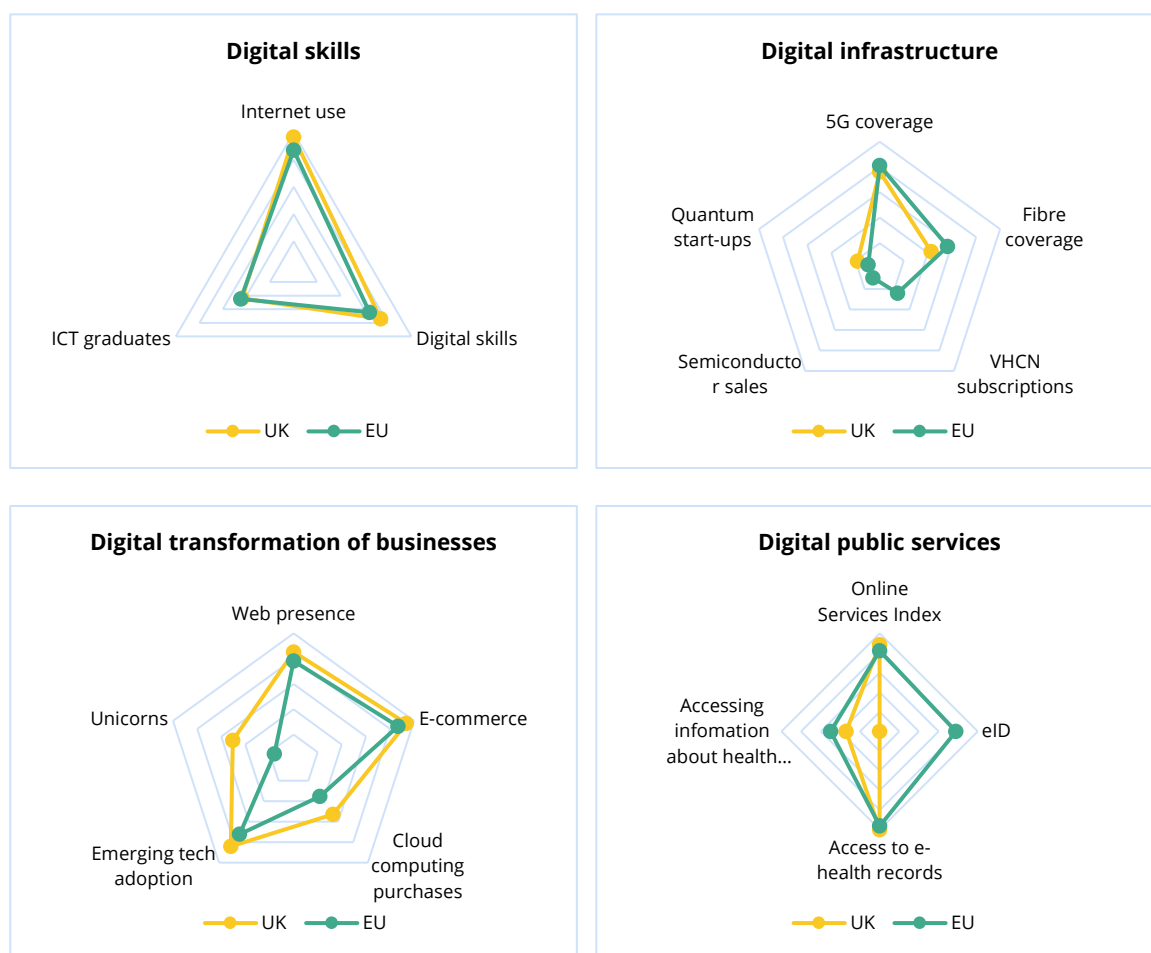 Digital skills
Internet use
ICT graduates
Digital skills
UK
EU
Digital infrastructure
5G coverage
Quantum
start-ups
Fibre
coverage
Semiconducto
r sales
VHCN
subscriptions
UK
EU
Digital transformation of businesses
Web presence
Unicorns
E-commerce
Emerging tech
adoption
Cloud
computing
purchases
UK
EU
Digital public services
Online
Services Index
Accessing
infomation
about health...
eID
Access to e-
health records
UK
EU